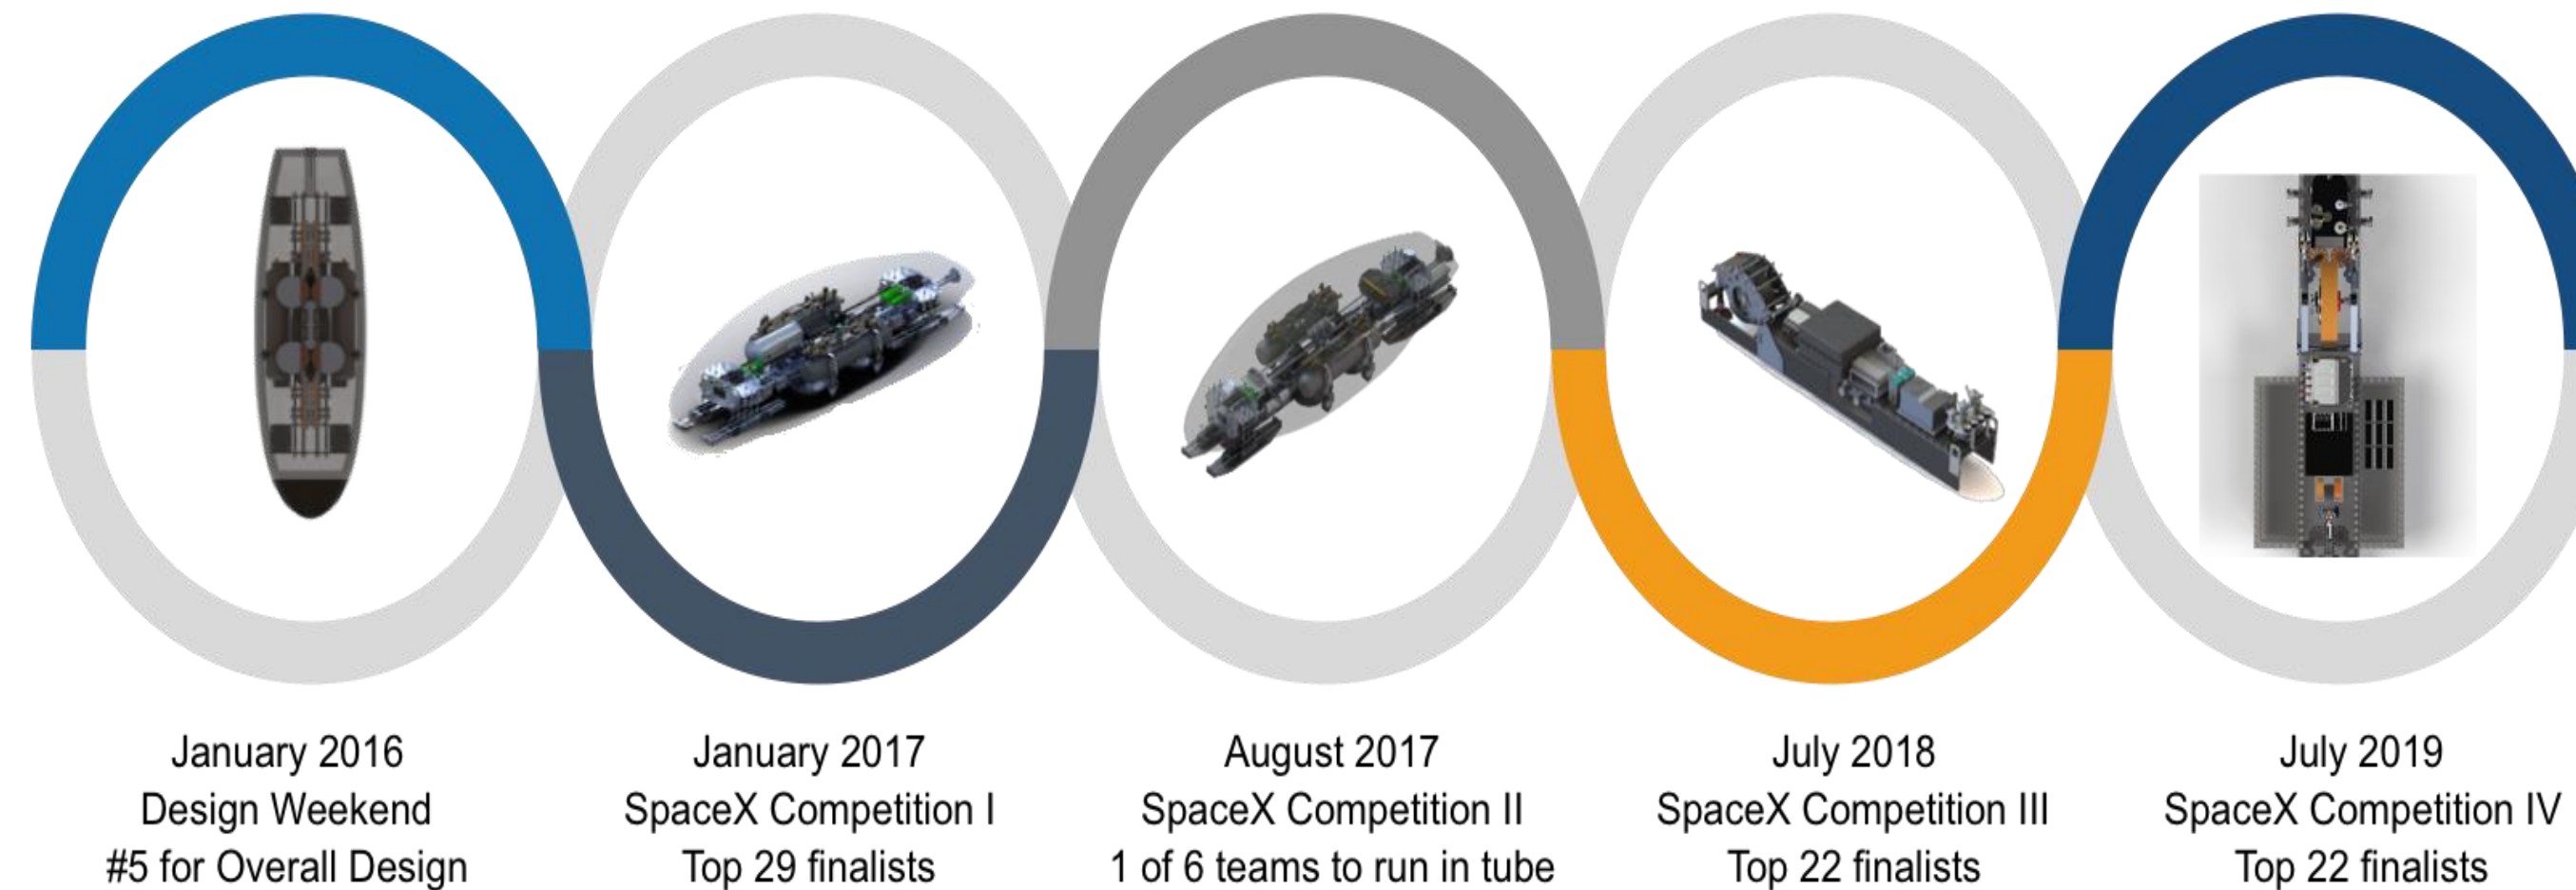 January 2016
Design Weekend
#5 for Overall Design
January 2017
SpaceX Competition I
Top 29 finalists
August 2017
SpaceX Competition II
1 of 6 teams to run in tube
July 2018
SpaceX Competition III
Top 22 finalists
July 2019
SpaceX Competition IV
Top 22 finalists